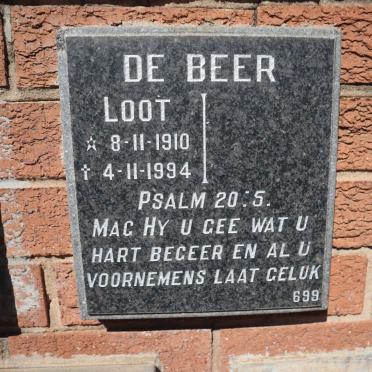 DE BEER
LOOT
☆ 8-11-1910
† 4-11-1994
PSALM 20:5.
MAG HY U GEE WAT U
HART BEGEER EN AL U
VOORNEMENS LAAT GELUK
699